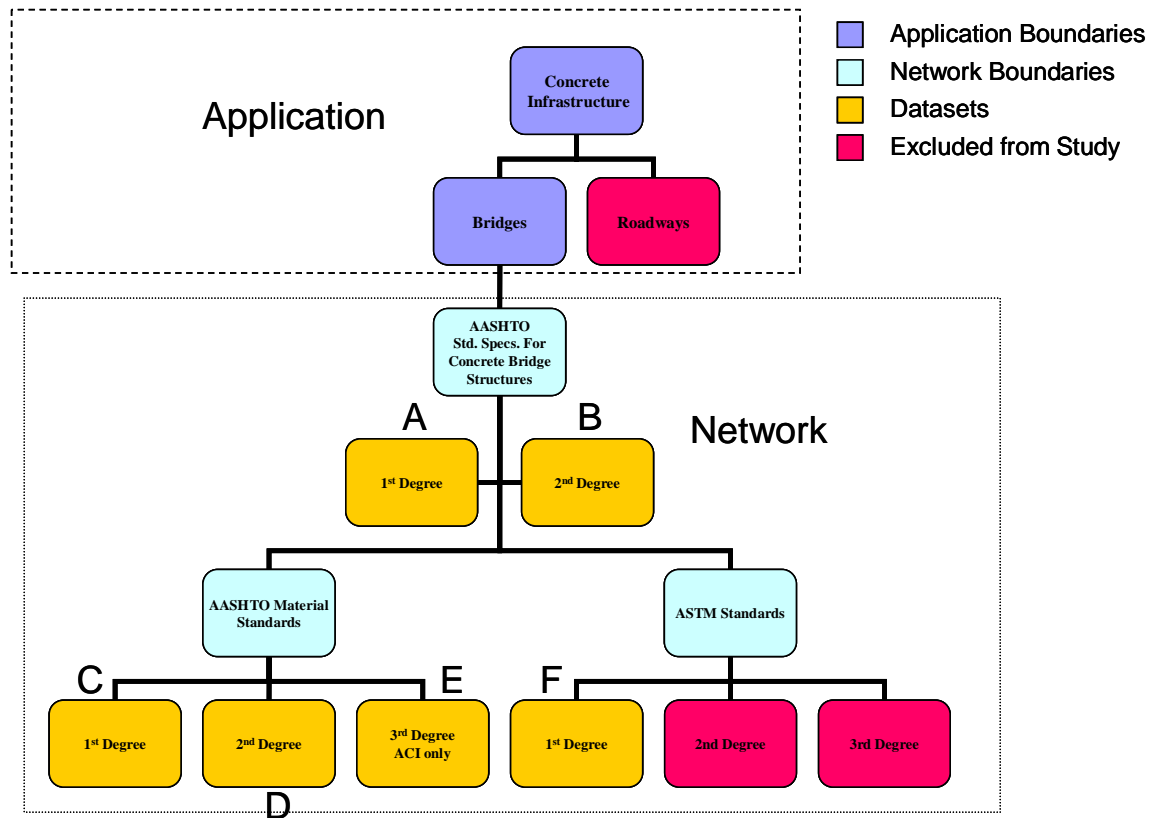 Application Boundaries
Network Boundaries
Datasets
Excluded from Study
Application
Concrete
Infrastructure
Bridges
Roadways
AASHTO
Std. Specs. For
Concrete Bridge
Structures
A
B
Network
1st Degree
2nd Degree
AASHTO Material
Standards
ASTM Standards
C
E
F
1st Degree
2nd Degree
3rd Degree
ACI only
1st Degree
2nd Degree
3rd Degree
D